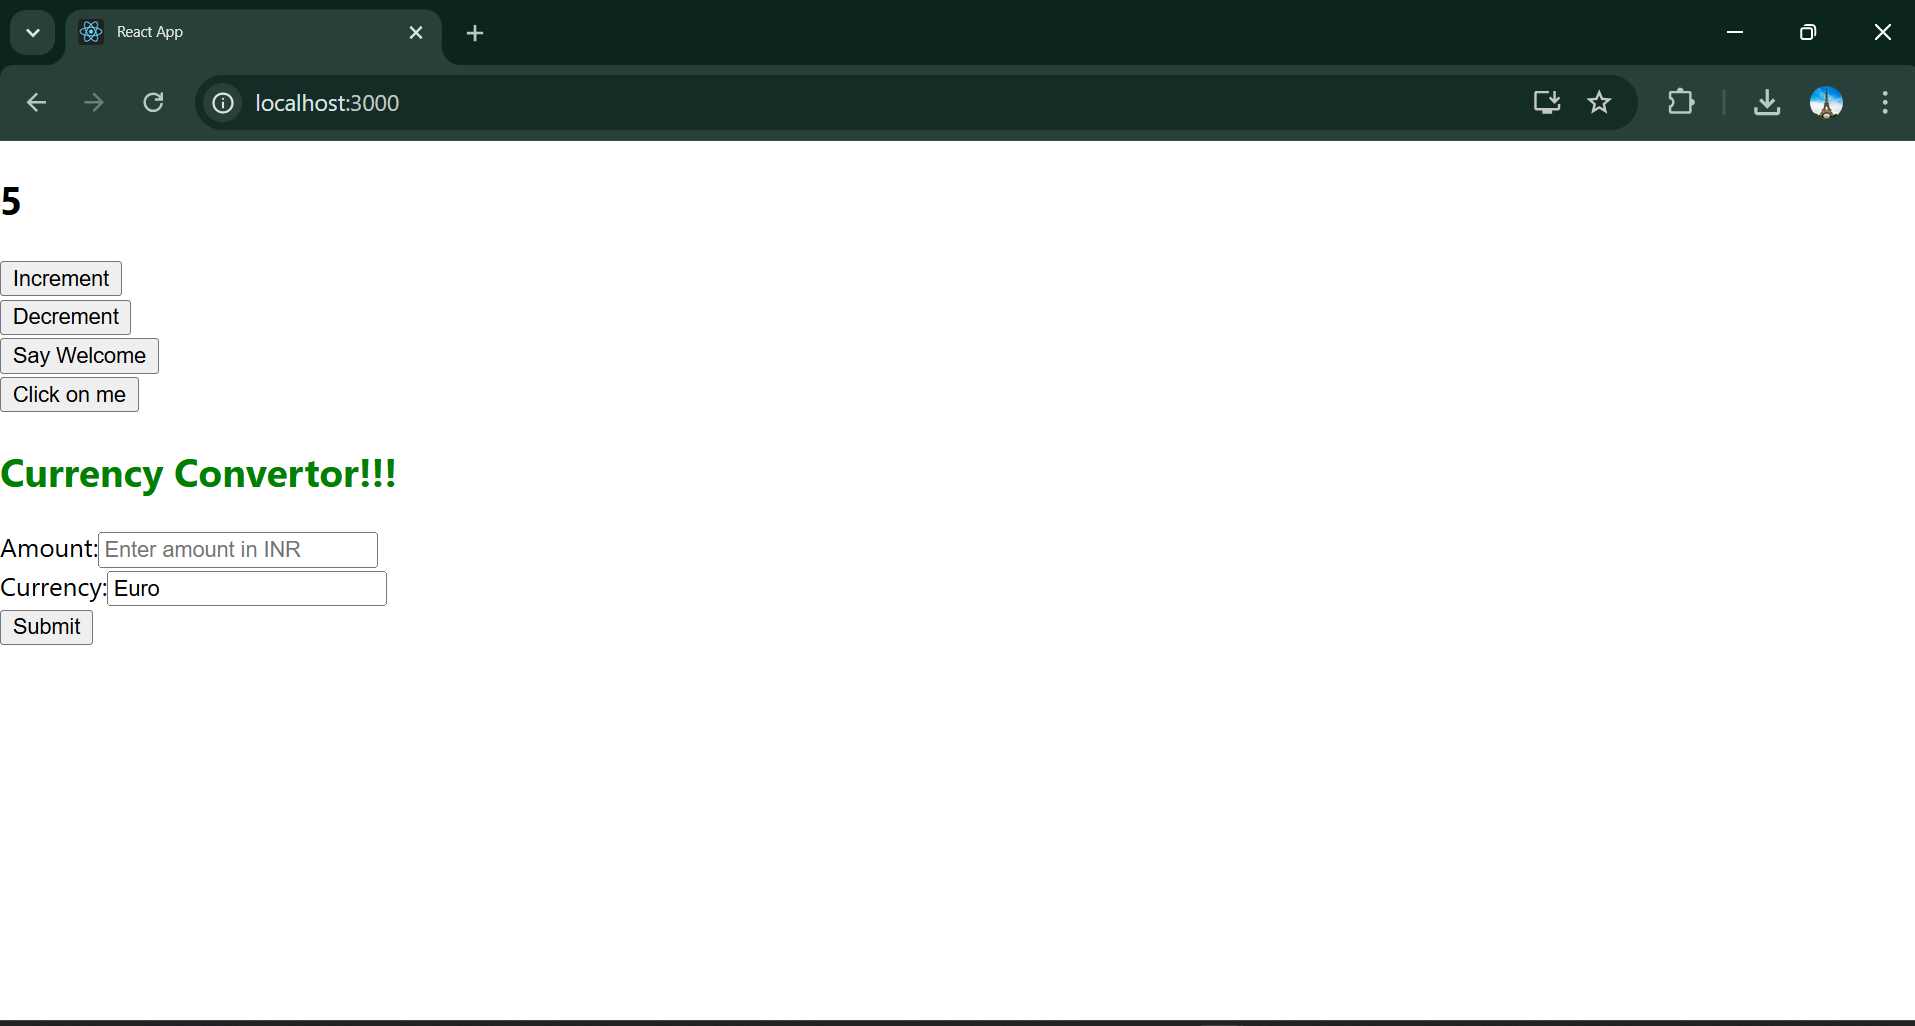 React App
localhost:3000
5
Increment
Decrement
Say Welcome
Click on me
Currency Convertor!!!
Amount: Enter amount in INR
Currency: Euro
Submit